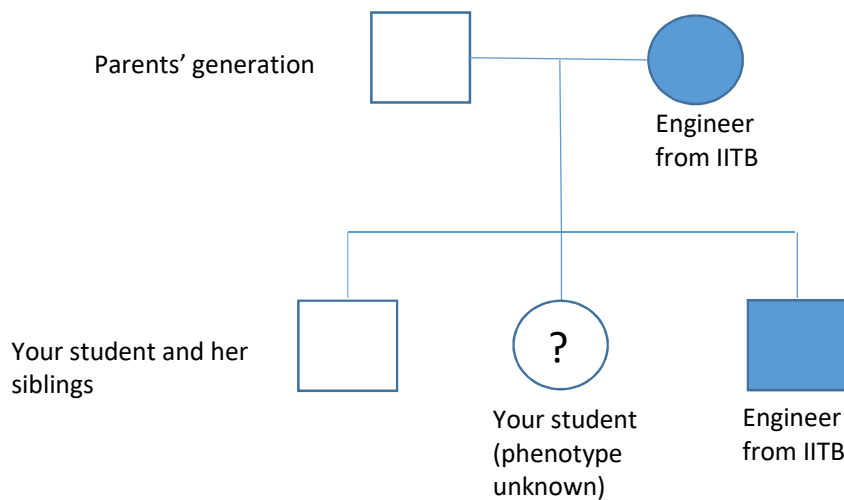 Parents’ generation
Engineer
from IITB
Your student and her
siblings
?
Your student
(phenotype
unknown)
Engineer
from IITB